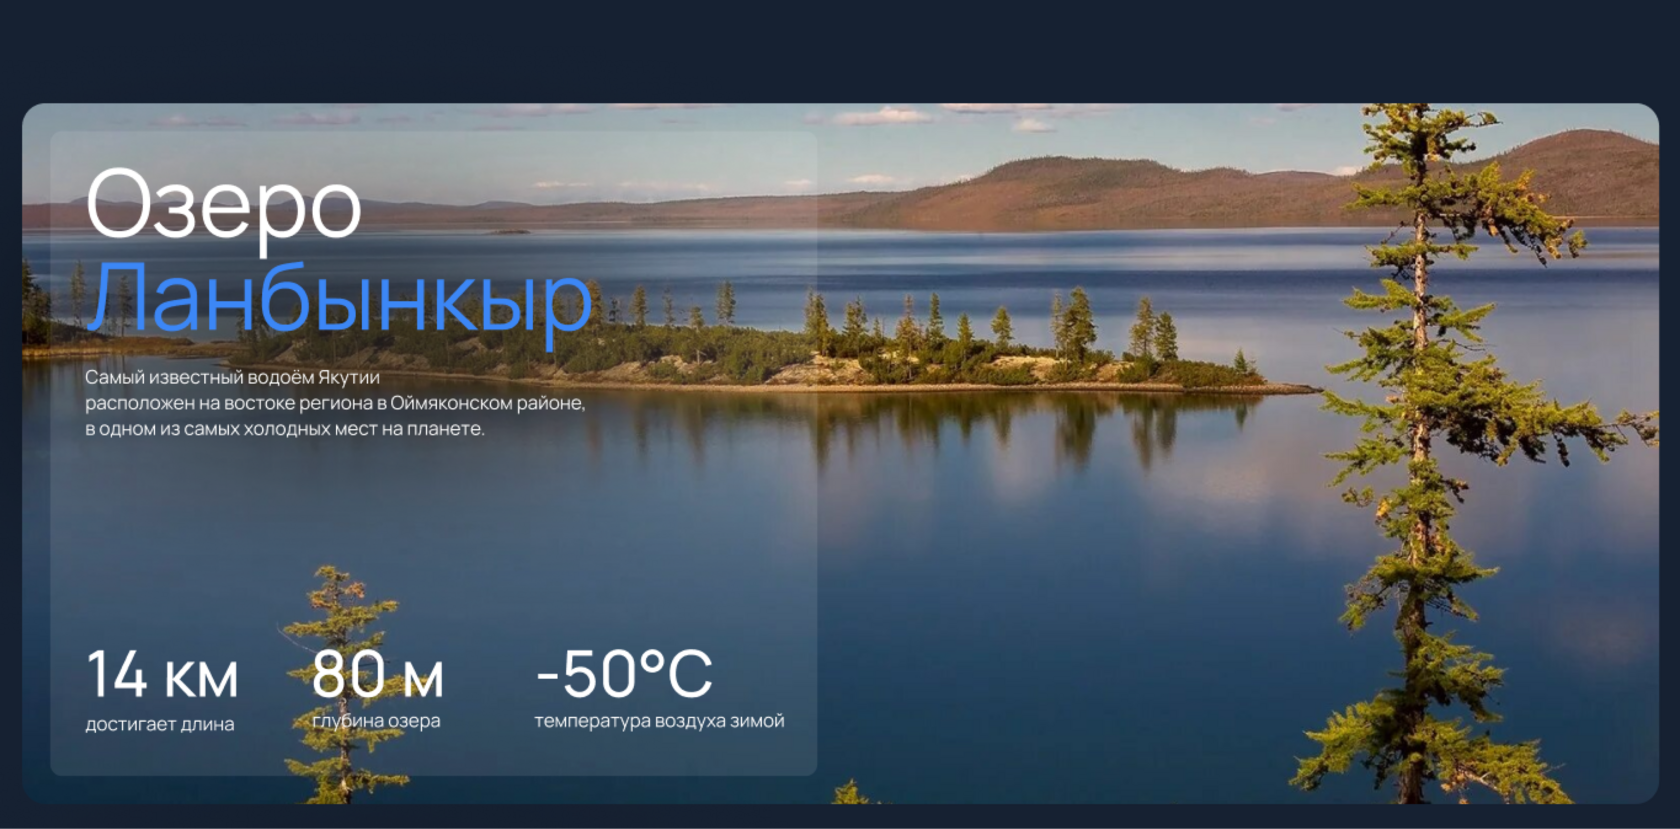 Озеро
Ланбынкыр
Самый известный водоём Якутии
расположен на востоке региона в Оймяконском районе,
в одном из самых холодных мест на планете.
14 км
80 м
-50°C
достигает длина
глубина озера
температура воздуха зимой